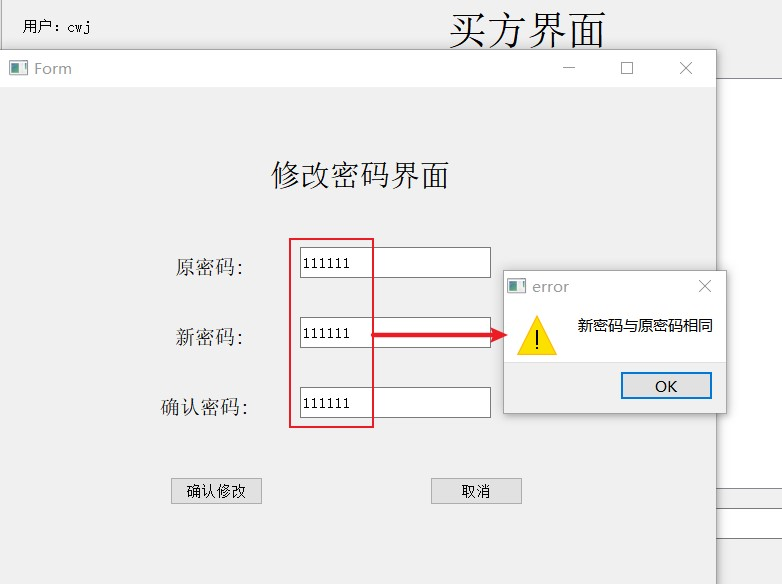 用户：cwj
买方界面
Form
修改密码界面
原密码：
111111
新密码：
111111
确认密码：
111111
确认修改
取消
error
新密码与原密码相同
OK